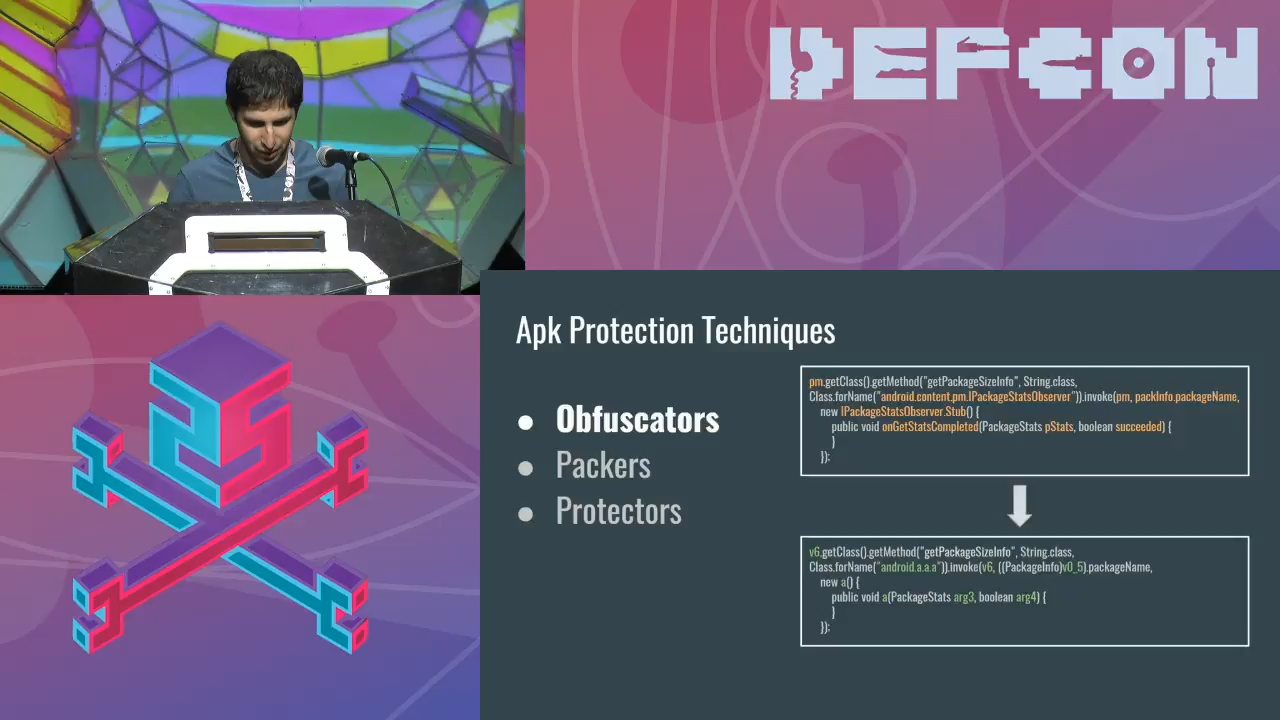 DEFCON
Apk Protection Techniques
● Obfuscators
● Packers
● Protectors
pm.getClass().getMethod("getPackageSizeInfo", String.class,
Class.forName("android.content.pm.IPackageStatsObserver")).invoke(pm, packInfo.packageName,
new IPackageStatsObserver.Stub() {
public void onGetStatsCompleted(PackageStats pStats, boolean succeeded) {
}
});
v6.getClass().getMethod("getPackageSizeInfo", String.class,
Class.forName("android.a.a.a")).invoke(v6, ((PackageInfo)v0_5).packageName,
new a() {
public void a(PackageStats arg3, boolean arg4) {
}
});